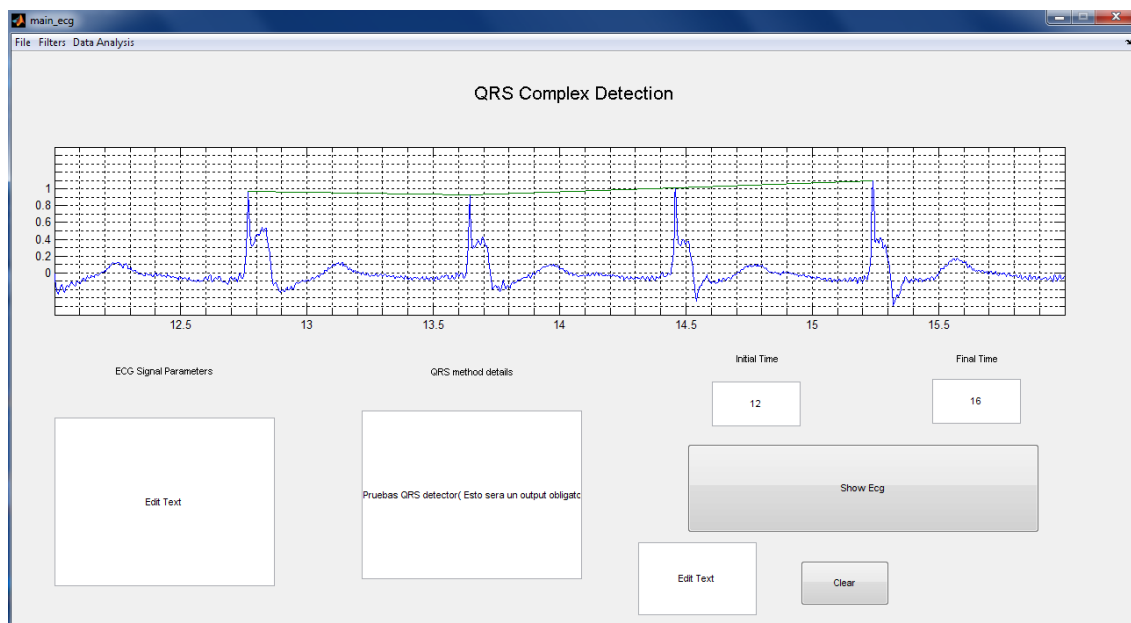 main_ecg
File Filters Data Analysis
QRS Complex Detection
1
0.8
0.6
0.4
0.2
0
12.5 13 13.5 14 14.5 15 15.5
ECG Signal Parameters
QRS method details
Initial Time
Final Time
12
16
Edit Text
Pruebas QRS detector( Esto sera un output obligatc
Show Ecg
Edit Text
Clear